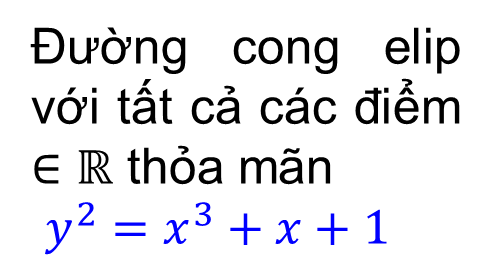 Đường cong elip
với tất cả các điểm
∈ ℝ thỏa mãn
y² = x³ + x + 1